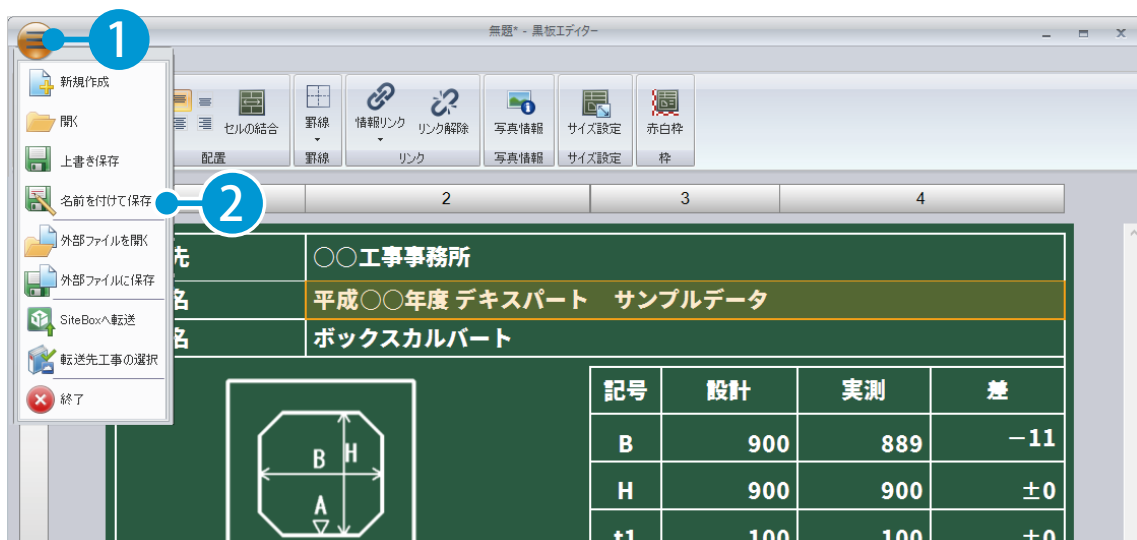 1
無題* - 黒板エディター
新規作成
開く
上書き保存
名前を付けて保存
2
外部ファイルを開く
外部ファイルに保存
SiteBoxへ転送
転送先工事の選択
終了
セルの結合
配置
罫線
罫線
情報リンク
リンク解除
リンク
写真情報
写真情報
サイズ設定
サイズ設定
赤白枠
枠
2 3 4
先 ○○工事事務所
名 平成○○年度 デキスパート サンプルデータ
名 ボックスカルバート
B
H
A
記号 設計 実測 差
B 900 889 −11
H 900 900 ±0
t1 100 100 ±0